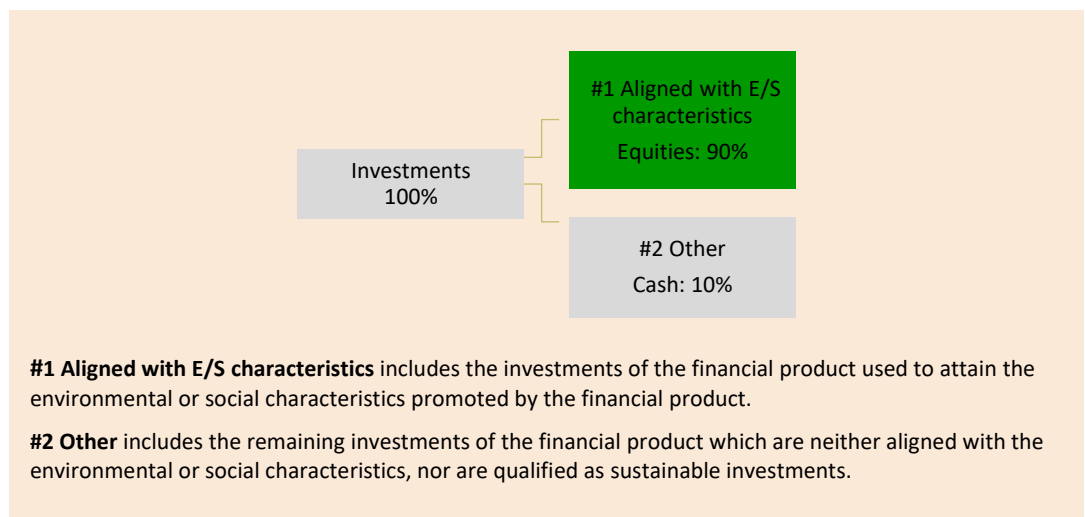 #1 Aligned with E/S
characteristics
Equities: 90%
Investments
100%
#2 Other
Cash: 10%
#1 Aligned with E/S characteristics includes the investments of the financial product used to attain the
environmental or social characteristics promoted by the financial product.
#2 Other includes the remaining investments of the financial product which are neither aligned with the
environmental or social characteristics, nor are qualified as sustainable investments.